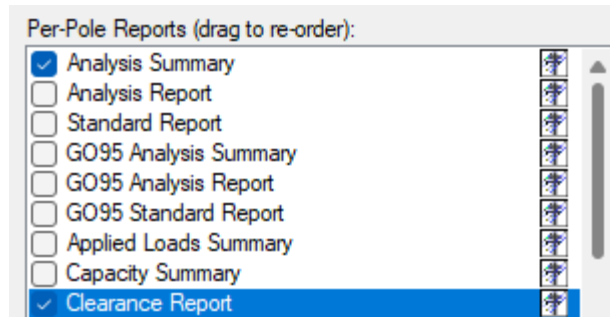 Per-Pole Reports (drag to re-order):
Analysis Summary
Analysis Report
Standard Report
GO95 Analysis Summary
GO95 Analysis Report
GO95 Standard Report
Applied Loads Summary
Capacity Summary
Clearance Report